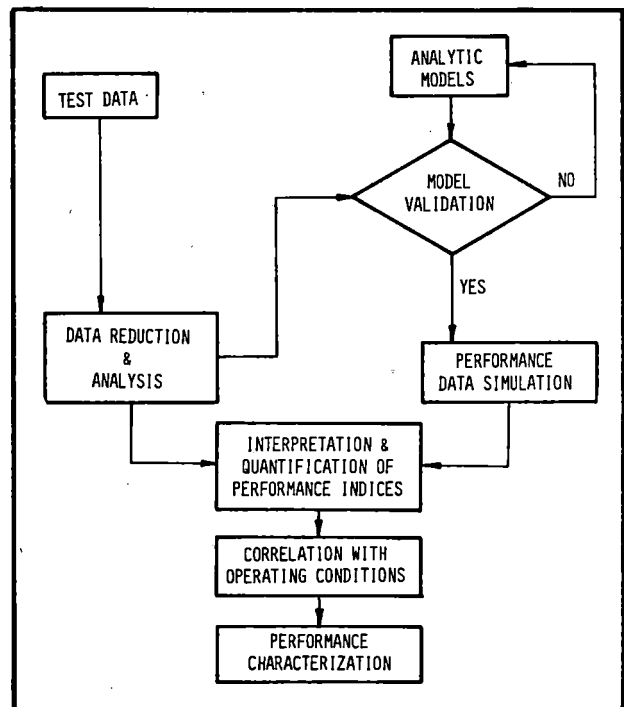 TEST DATA
ANALYTIC
MODELS
MODEL
VALIDATION
NO
YES
DATA REDUCTION
&
ANALYSIS
PERFORMANCE
DATA SIMULATION
INTERPRETATION &
QUANTIFICATION OF
PERFORMANCE INDICES
CORRELATION WITH
OPERATING CONDITIONS
PERFORMANCE
CHARACTERIZATION